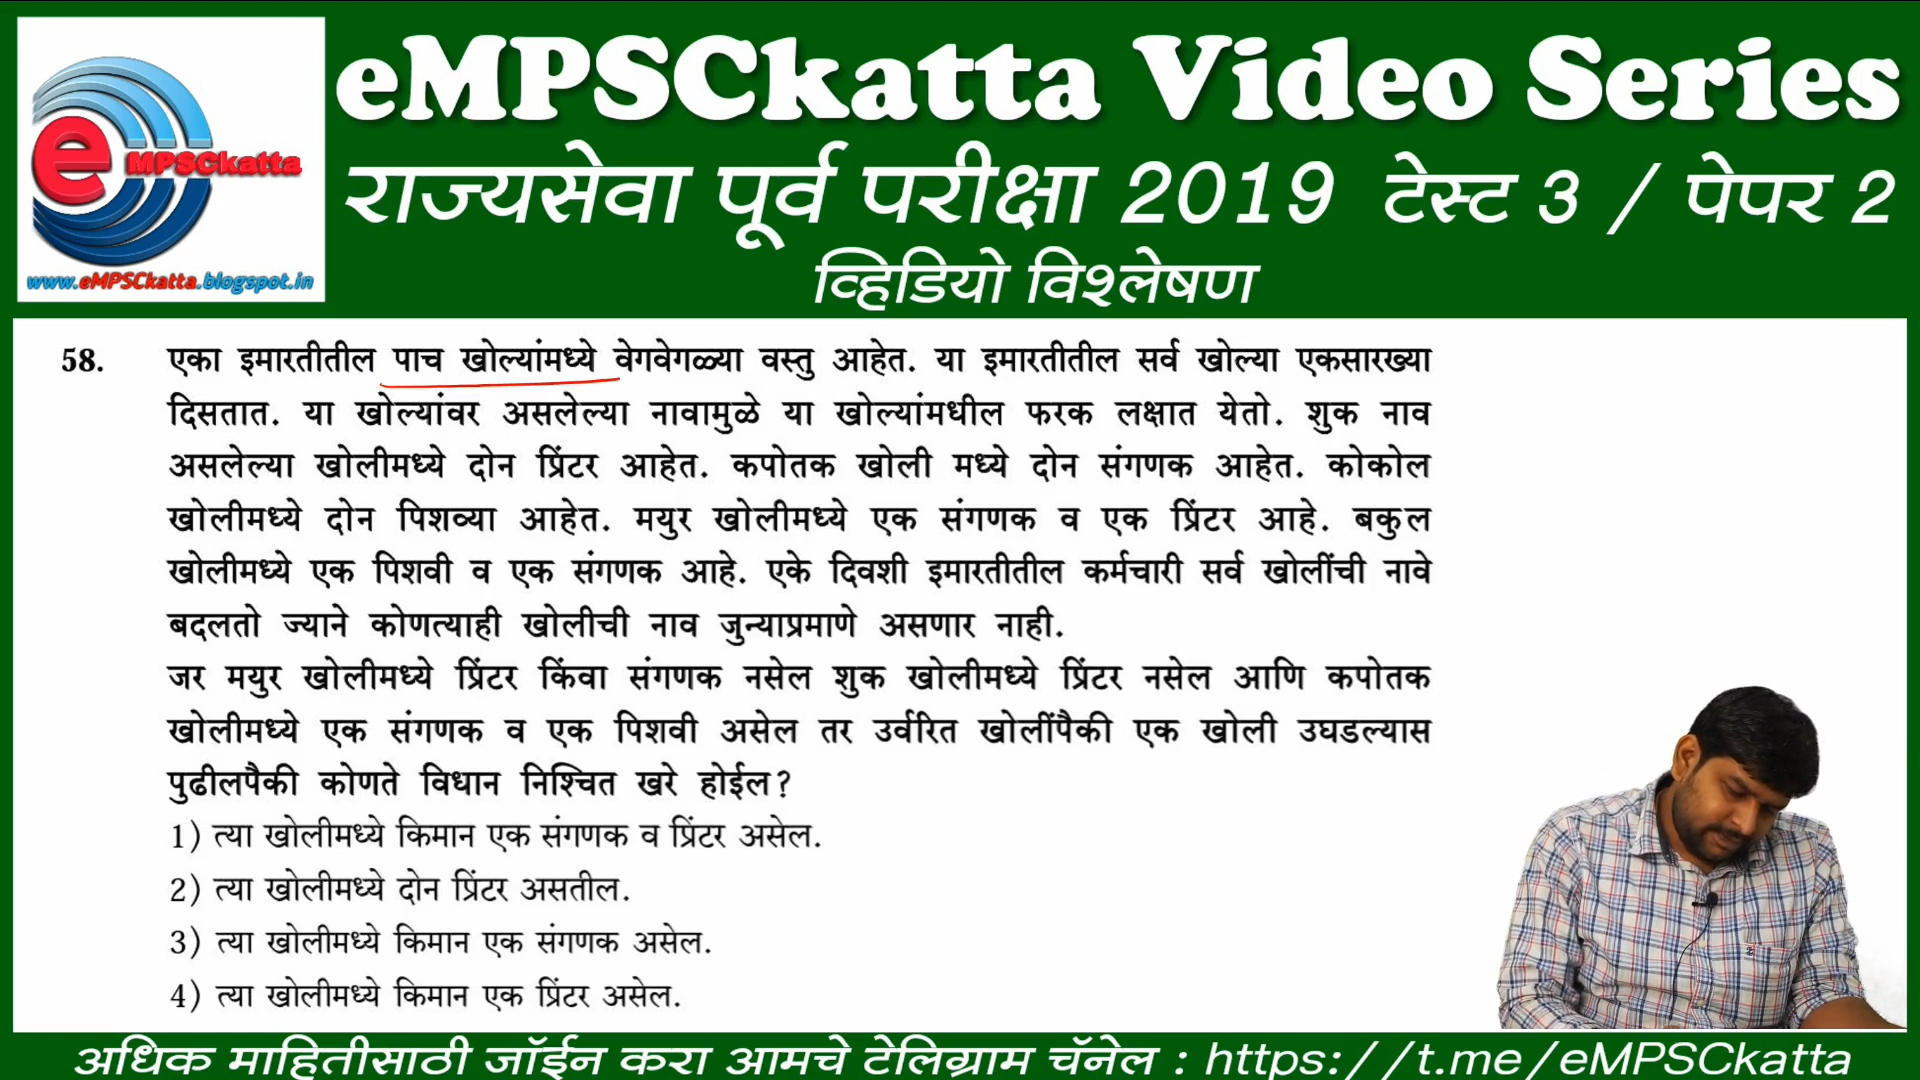 eMPSCkatta Video Series
e MPSCkatta
www.eMPSCkatta.blogspot.in
राज्यसेवा पूर्व परीक्षा 2019 टेस्ट 3 / पेपर 2
व्हिडियो विश्लेषण
58. एका इमारतीतील पाच खोल्यांमध्ये वेगवेगळ्या वस्तु आहेत. या इमारतीतील सर्व खोल्या एकसारख्या
दिसतात. या खोल्यांवर असलेल्या नावामुळे या खोल्यांमधील फरक लक्षात येतो. शुक नाव
असलेल्या खोलीमध्ये दोन प्रिंटर आहेत. कपोतक खोली मध्ये दोन संगणक आहेत. कोकोल
खोलीमध्ये दोन पिशव्या आहेत. मयुर खोलीमध्ये एक संगणक व एक प्रिंटर आहे. बकुल
खोलीमध्ये एक पिशवी व एक संगणक आहे. एके दिवशी इमारतीतील कर्मचारी सर्व खोलींची नावे
बदलतो ज्याने कोणत्याही खोलीची नाव जुन्याप्रमाणे असणार नाही.
जर मयुर खोलीमध्ये प्रिंटर किंवा संगणक नसेल शुक खोलीमध्ये प्रिंटर नसेल आणि कपोतक
खोलीमध्ये एक संगणक व एक पिशवी असेल तर उर्वरित खोलींपैकी एक खोली उघडल्यास
पुढीलपैकी कोणते विधान निश्चित खरे होईल?
1) त्या खोलीमध्ये किमान एक संगणक व प्रिंटर असेल.
2) त्या खोलीमध्ये दोन प्रिंटर असतील.
3) त्या खोलीमध्ये किमान एक संगणक असेल.
4) त्या खोलीमध्ये किमान एक प्रिंटर असेल.
अधिक माहितीसाठी जॉईन करा आमचे टेलिग्राम चॅनेल : https://t.me/eMPSCkatta